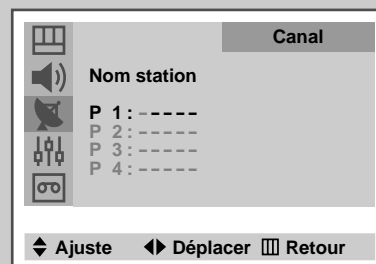 Canal
Nom station
P 1 : - - - - -
P 2 : - - - - -
P 3 : - - - - -
P 4 : - - - - -
Ajuste Déplacer Retour